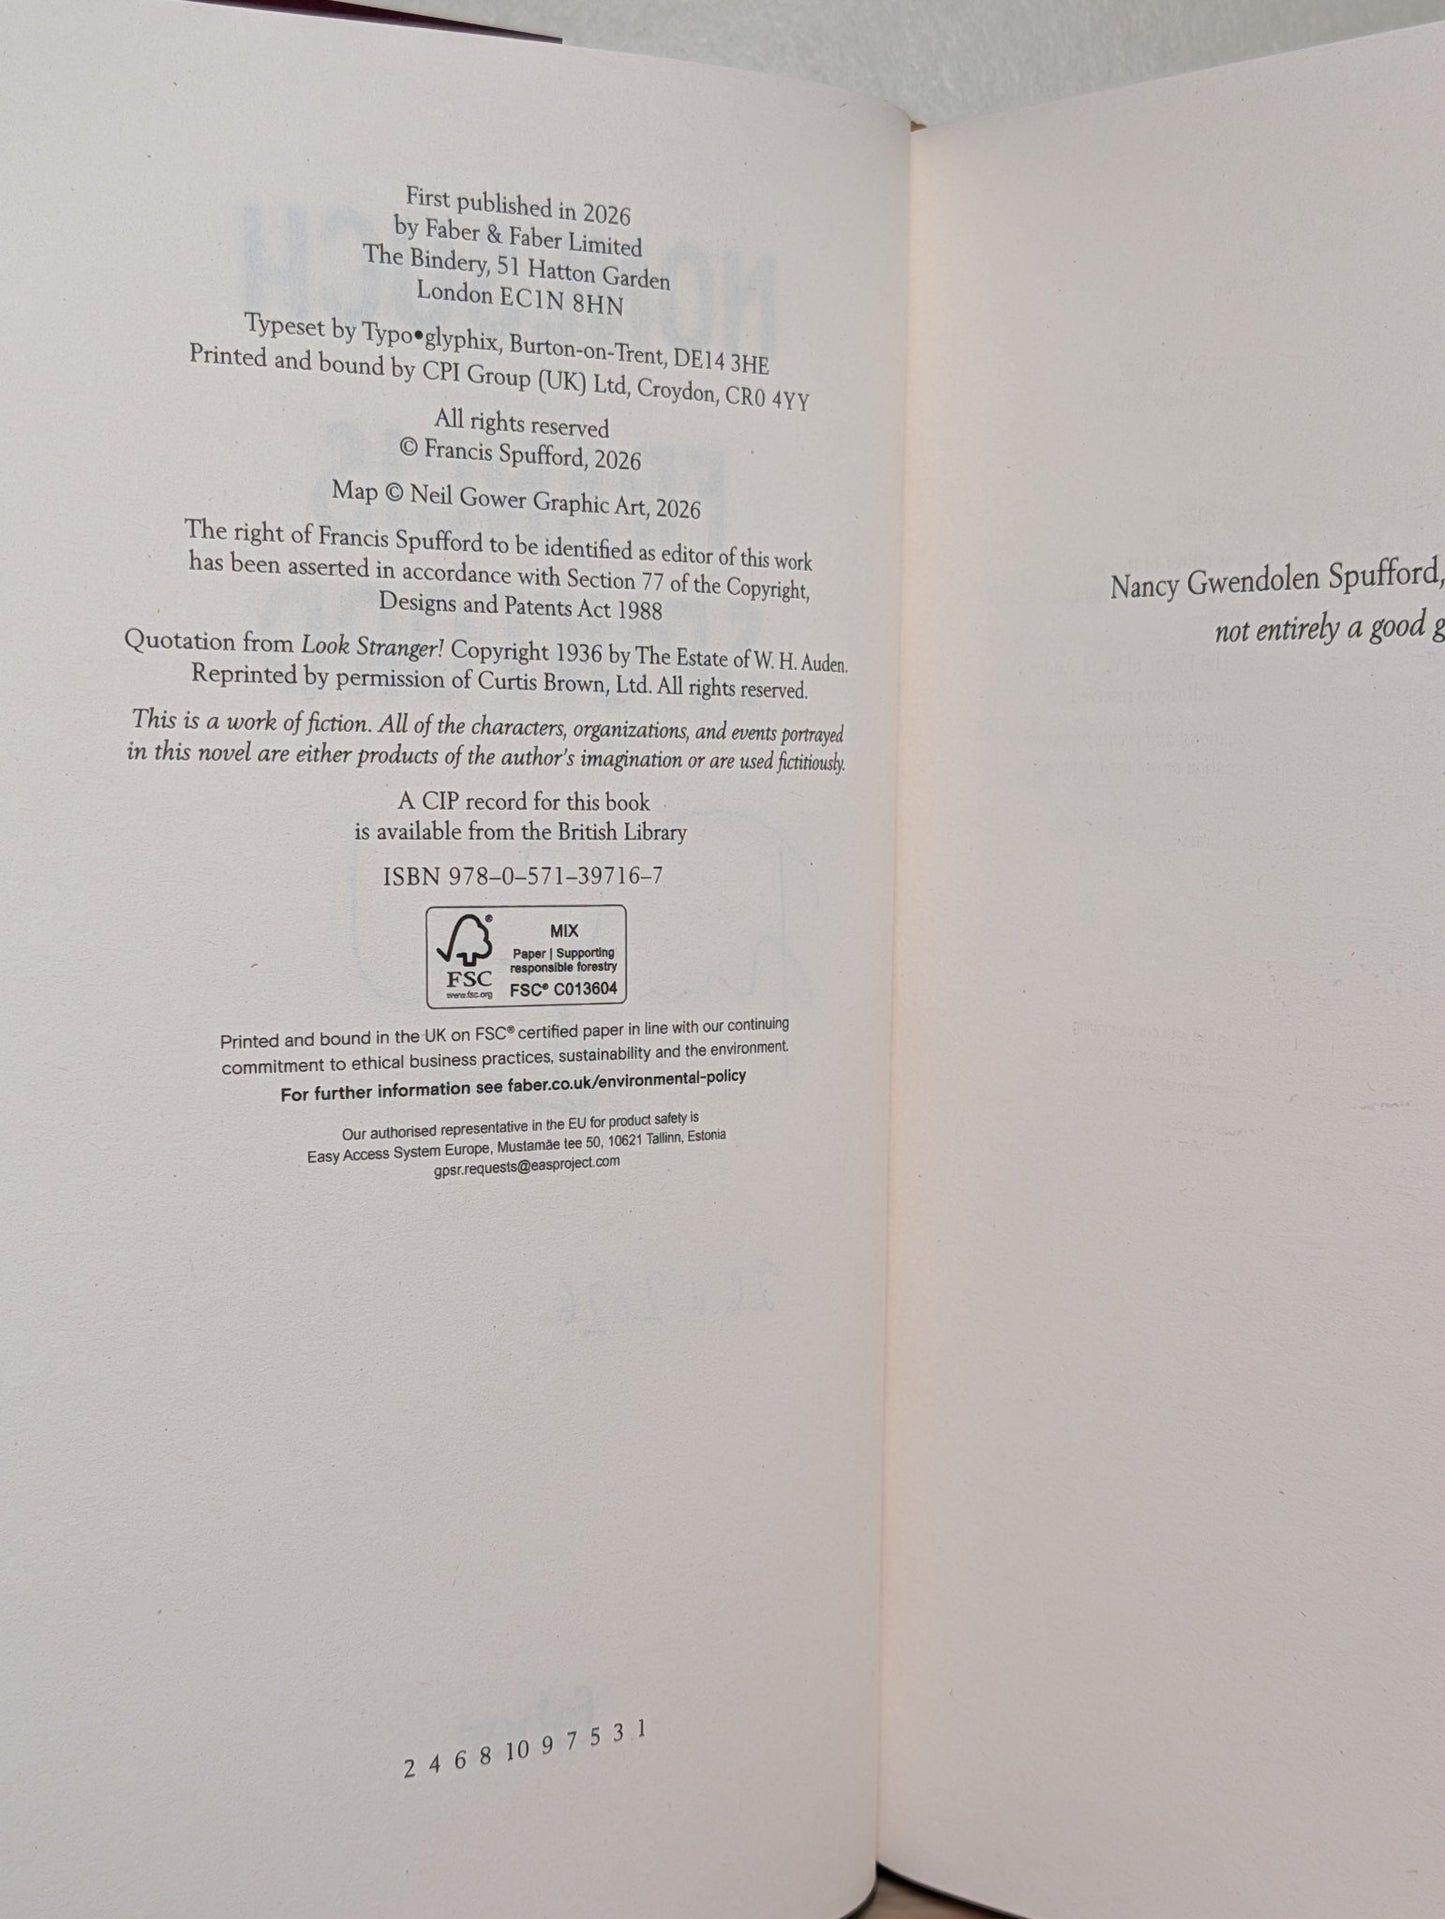 First published in 2026
by Faber & Faber Limited
The Bindery, 51 Hatton Garden
London EC1N 8HN
Typeset by Typo•glyphix, Burton-on-Trent, DE14 3HE
Printed and bound by CPI Group (UK) Ltd, Croydon, CR0 4YY
All rights reserved
© Francis Spufford, 2026
Map © Neil Gower Graphic Art, 2026
The right of Francis Spufford to be identified as editor of this work
has been asserted in accordance with Section 77 of the Copyright,
Designs and Patents Act 1988
Quotation from Look Stranger! Copyright 1936 by The Estate of W. H. Auden.
Reprinted by permission of Curtis Brown, Ltd. All rights reserved.
This is a work of fiction. All of the characters, organizations, and events portrayed
in this novel are either products of the author's imagination or are used fictitiously.
A CIP record for this book
is available from the British Library
ISBN 978–0–571–39716–7
FSC
www.fsc.org
MIX
Paper | Supporting
responsible forestry
FSC® C013604
Printed and bound in the UK on FSC® certified paper in line with our continuing
commitment to ethical business practices, sustainability and the environment.
For further information see faber.co.uk/environmental-policy
Our authorised representative in the EU for product safety is
Easy Access System Europe, Mustamäe tee 50, 10621 Tallinn, Estonia
gpsr.requests@easproject.com
2 4 6 8 10 9 7 5 3 1
Nancy Gwendolen Spufford,
not entirely a good g